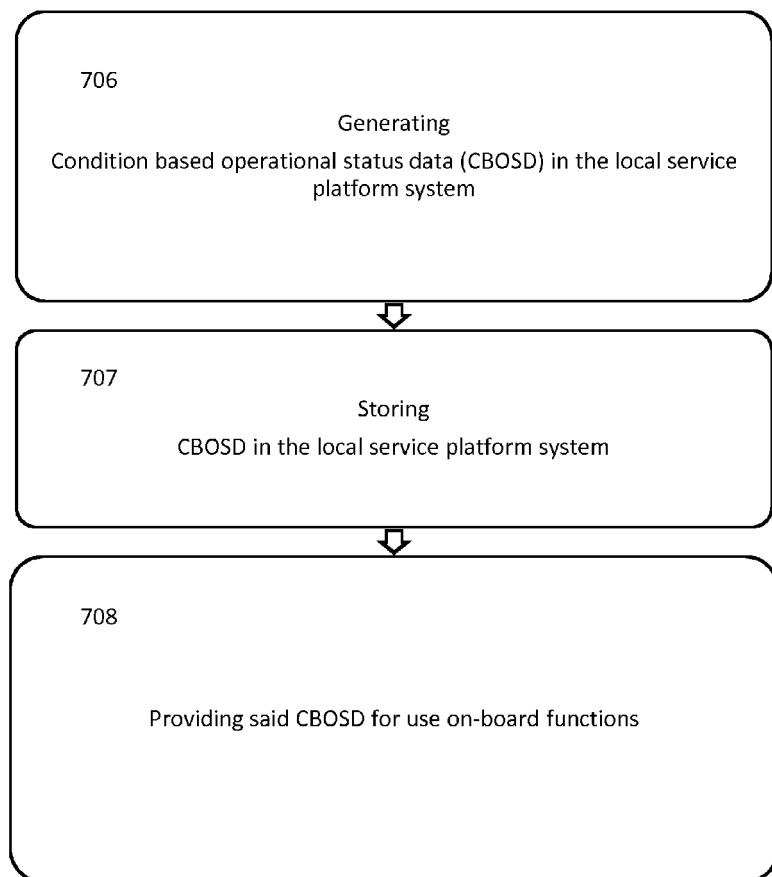 706
Generating
Condition based operational status data (CBOSD) in the local service
platform system
707
Storing
CBOSD in the local service platform system
708
Providing said CBOSD for use on-board functions